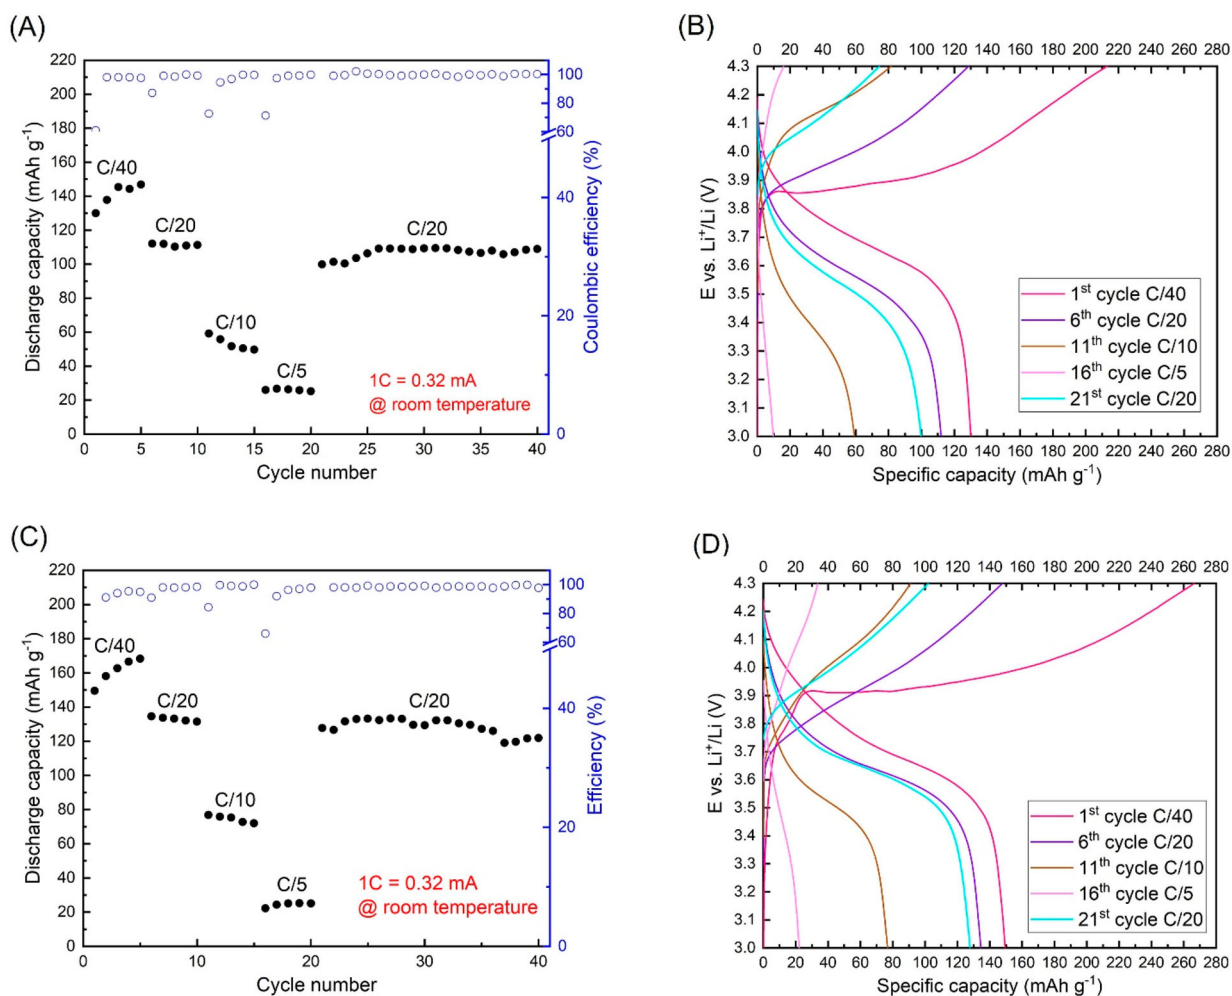 (A)
220
200
180
160
140
120
100
80
60
40
20
0
Discharge capacity (mAh g⁻¹)
C/40
C/20
C/10
C/5
C/20
1C = 0.32 mA
@ room temperature
100
80
60
40
20
0
Coulombic efficiency (%)
0 5 10 15 20 25 30 35 40
Cycle number
(B)
0 20 40 60 80 100 120 140 160 180 200 220 240 260 280
4.3
4.2
4.1
4.0
3.9
3.8
3.7
3.6
3.5
3.4
3.3
3.2
3.1
3.0
E vs. Li⁺/Li (V)
1st cycle C/40
6th cycle C/20
11th cycle C/10
16th cycle C/5
21st cycle C/20
0 20 40 60 80 100 120 140 160 180 200 220 240 260 280
Specific capacity (mAh g⁻¹)
(C)
220
200
180
160
140
120
100
80
60
40
20
0
Discharge capacity (mAh g⁻¹)
C/40
C/20
C/10
C/5
C/20
1C = 0.32 mA
@ room temperature
100
80
60
40
20
0
Efficiency (%)
0 5 10 15 20 25 30 35 40
Cycle number
(D)
0 20 40 60 80 100 120 140 160 180 200 220 240 260 280
4.3
4.2
4.1
4.0
3.9
3.8
3.7
3.6
3.5
3.4
3.3
3.2
3.1
3.0
E vs. Li⁺/Li (V)
1st cycle C/40
6th cycle C/20
11th cycle C/10
16th cycle C/5
21st cycle C/20
0 20 40 60 80 100 120 140 160 180 200 220 240 260 280
Specific capacity (mAh g⁻¹)